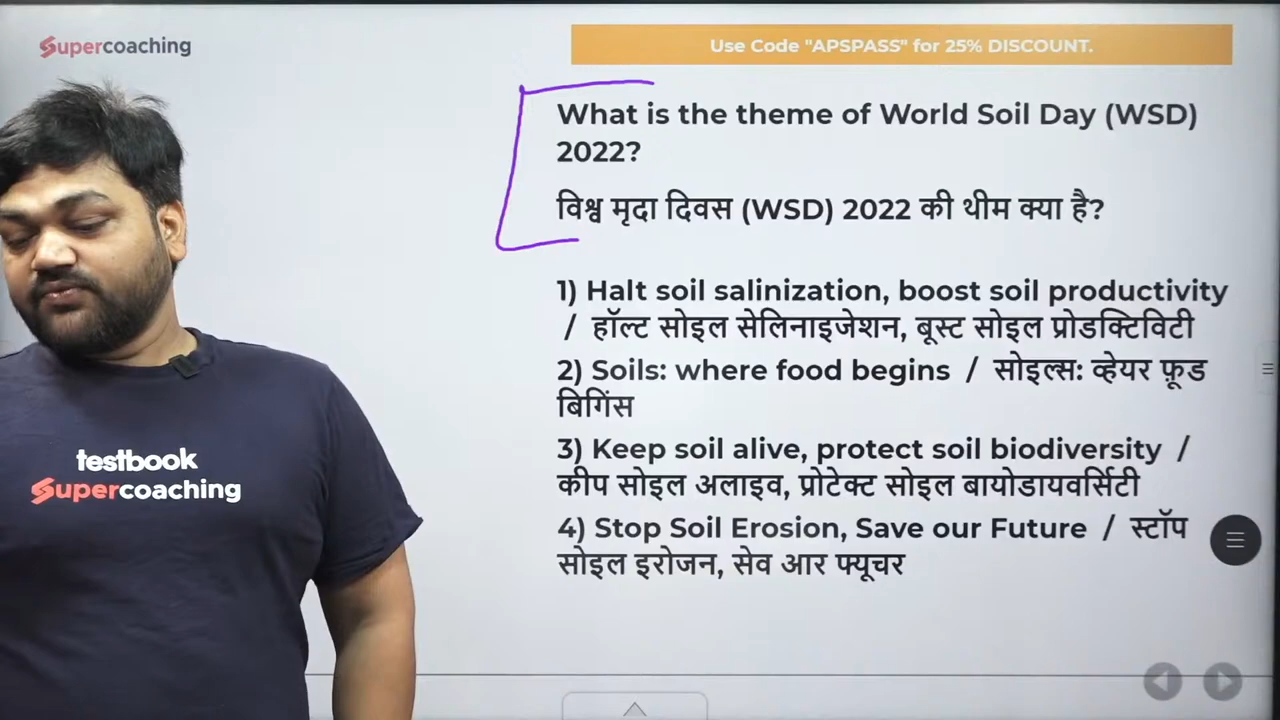 Supercoaching
Use Code "APSPASS" for 25% DISCOUNT.
What is the theme of World Soil Day (WSD)
2022?
विश्व मृदा दिवस (WSD) 2022 की थीम क्या है?
1) Halt soil salinization, boost soil productivity
/ हॉल्ट सोइल सेलिनाइजेशन, बूस्ट सोइल प्रोडक्टिविटी
2) Soils: where food begins / सोइल्स: व्हेयर फ़ूड
बिगिंस
3) Keep soil alive, protect soil biodiversity /
कीप सोइल अलाइव, प्रोटेक्ट सोइल बायोडायवर्सिटी
4) Stop Soil Erosion, Save our Future / स्टॉप
सोइल इरोजन, सेव आर फ्यूचर
testbook
Supercoaching